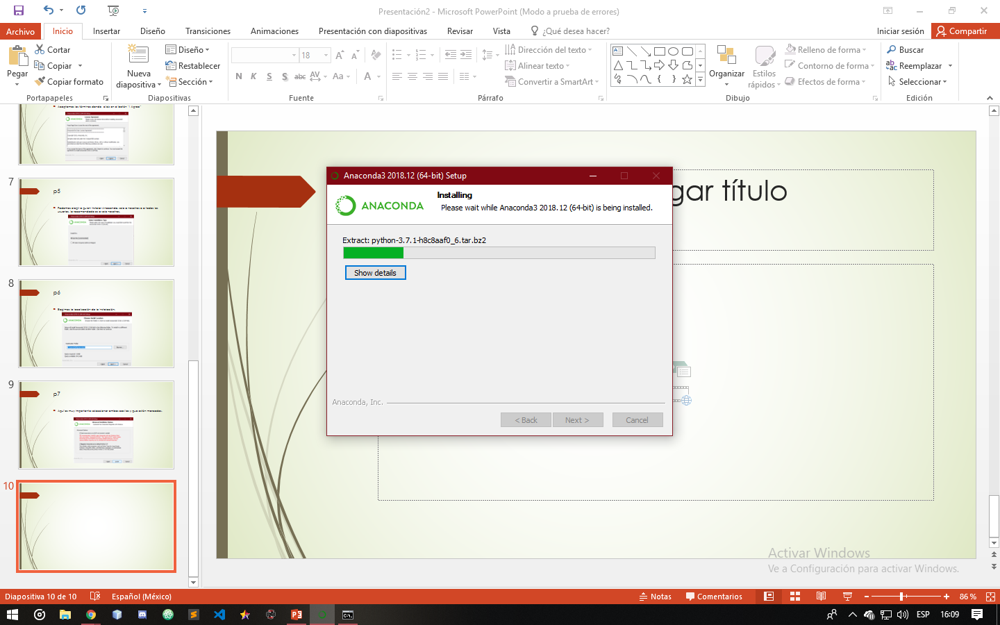 Presentación2 - Microsoft PowerPoint (Modo a prueba de errores)
Archivo Inicio Insertar Diseño Transiciones Animaciones Presentación con diapositivas Revisar Vista ¿Qué desea hacer? Iniciar sesión Compartir
Pegar
Cortar
Copiar
Copiar formato
Portapapeles
Nueva diapositiva
Diseño
Restablecer
Sección
Diapositivas
18
N K S S abc AV Aa A
Fuente
Dirección del texto
Alinear texto
Convertir a SmartArt
Párrafo
Organizar
Estilos rápidos
Relleno de forma
Contorno de forma
Efectos de forma
Dibujo
Buscar
Reemplazar
Seleccionar
Edición
7
p5
8
p6
Elegimos la localización de la instalación.
9
p7
10
gar título
Anaconda3 2018.12 (64-bit) Setup
ANACONDA
Installing
Please wait while Anaconda3 2018.12 (64-bit) is being installed.
Extract: python-3.7.1-h8c8aaf0_6.tar.bz2
Show details
Anaconda, Inc.
< Back Next > Cancel
Activar Windows
Ve a Configuración para activar Windows.
Diapositiva 10 de 10 Español (México) Notas Comentarios 86 %
ESP 16:09